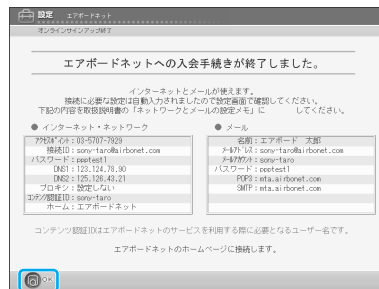 設定 エアボードネット
オンラインサインアップ終了
エアボードネットへの入会手続きが終了しました。
インターネットとメールが使えます。
接続に必要な設定は自動入力されましたので設定画面で確認してください。
下記の内容を取扱説明書の「ネットワークとメールの設定メモ」に してください。
● インターネット・ネットワーク
アクセスポイント：03-5707-7829
接続ID：sony-taro@airbonet.com
パスワード：ppptest1
DNS1：123.124.78.90
DNS2：125.126.43.21
プロキシ：設定しない
コンテンツ認証ID：sony-taro
ホーム：エアボードネット
● メール
名前：エアボード 太郎
メールアドレス：sony-taro@airbonet.com
メールアカウント：sony-taro
パスワード：ppptest1
POP3：mta.airbonet.com
SMTP：mta.airbonet.com
コンテンツ認証IDはエアボードネットのサービスを利用する際に必要となるユーザー名です。
エアボードネットのホームページに接続します。
OK